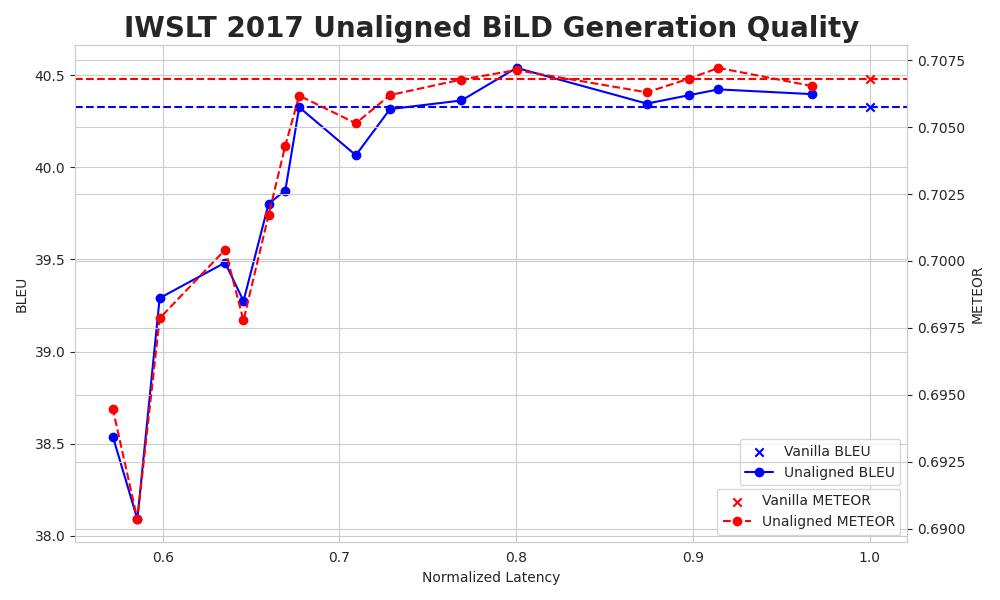 IWSLT 2017 Unaligned BiLD Generation Quality
40.5
40.0
39.5
39.0
38.5
38.0
BLEU
0.7075
0.7050
0.7025
0.7000
0.6975
0.6950
0.6925
0.6900
METEOR
Vanilla BLEU
Unaligned BLEU
Vanilla METEOR
Unaligned METEOR
0.6 0.7 0.8 0.9 1.0
Normalized Latency